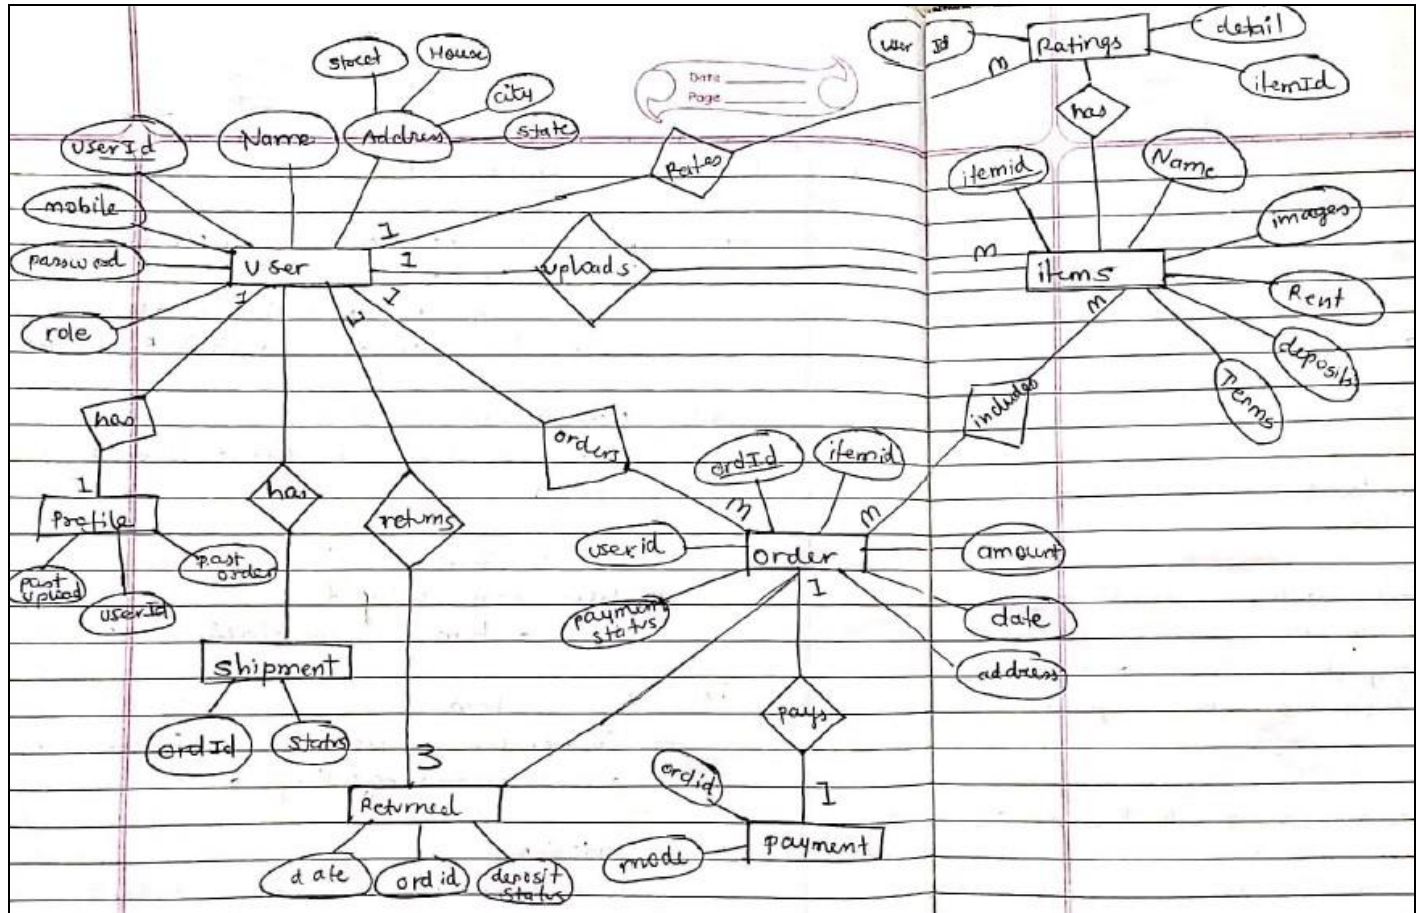 user Id
Ratings
detail
itemId
Street
House
city
state
Date
Page
M
has
userId
Name
Address
Rates
itemid
Name
mobile
images
password
User
1
1
uploads
M
items
Rent
role
1
1
M
M
deposit
Terms
has
includes
orders
ordId
itemid
1
has
returns
M
M
Profile
userid
order
amount
past
upload
past
order
userId
payment
status
1
date
address
Shipment
ordId
status
pays
3
ordid
1
Returned
payment
mode
date
ordid
deposit
status